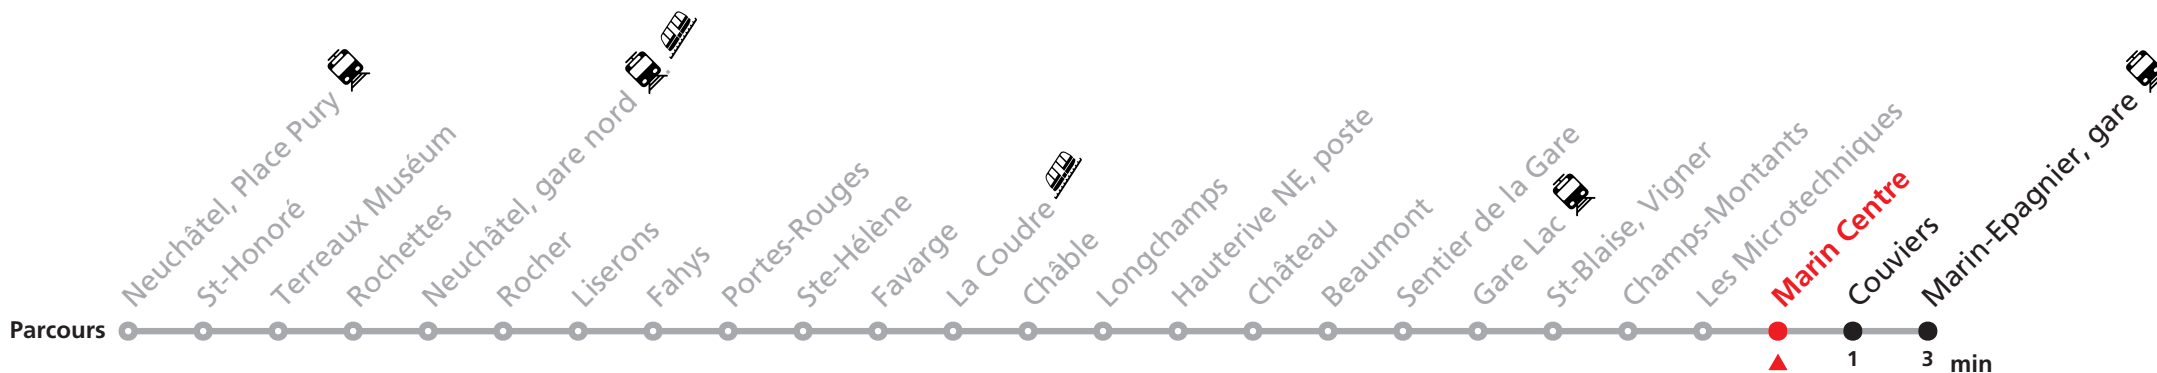 Neuchâtel, Place Pury
St-Honoré
Terreaux Muséum
Rochettes
Neuchâtel, gare nord
Rocher
Liserons
Fahys
Portes-Rouges
Ste-Hélène
Favarge
La Coudre
Châble
Longchamps
Hauterive NE, poste
Château
Beaumont
Sentier de la Gare
Gare Lac
St-Blaise, Vigner
Champs-Montants
Les Microtechniques
Marin Centre
Couviers
Marin-Epagnier, gare
Parcours
1 3 min